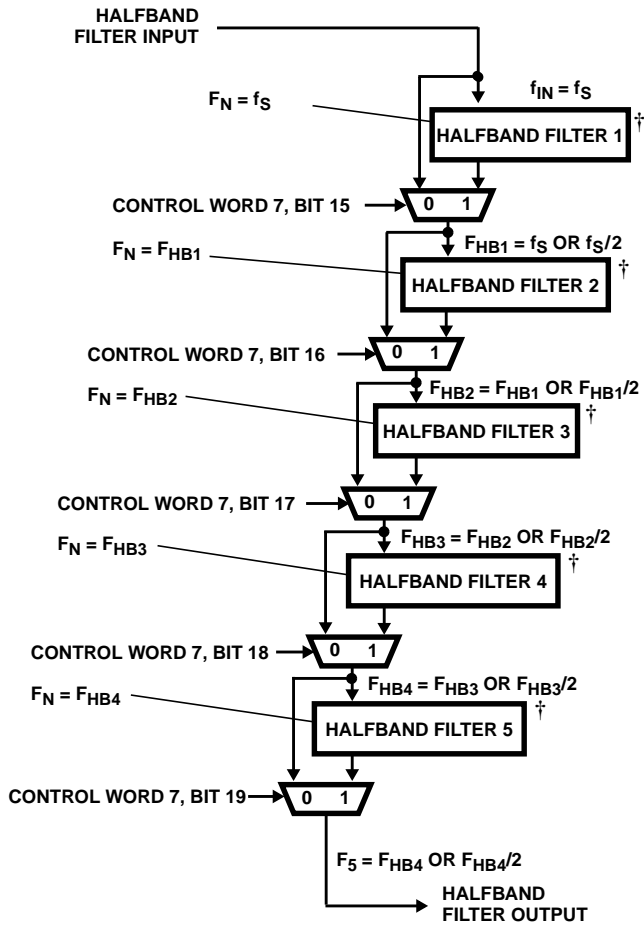 HALFBAND
FILTER INPUT
f_IN = f_S
F_N = f_S
HALFBAND FILTER 1
†
0 1
CONTROL WORD 7, BIT 15
F_HB1 = f_S OR f_S/2
F_N = F_HB1
HALFBAND FILTER 2
†
CONTROL WORD 7, BIT 16
0 1
F_HB2 = F_HB1 OR F_HB1/2
F_N = F_HB2
HALFBAND FILTER 3
†
CONTROL WORD 7, BIT 17
0 1
F_HB3 = F_HB2 OR F_HB2/2
F_N = F_HB3
HALFBAND FILTER 4
†
CONTROL WORD 7, BIT 18
0 1
F_HB4 = F_HB3 OR F_HB3/2
F_N = F_HB4
HALFBAND FILTER 5
†
CONTROL WORD 7, BIT 19
0 1
F_5 = F_HB4 OR F_HB4/2
HALFBAND
FILTER OUTPUT